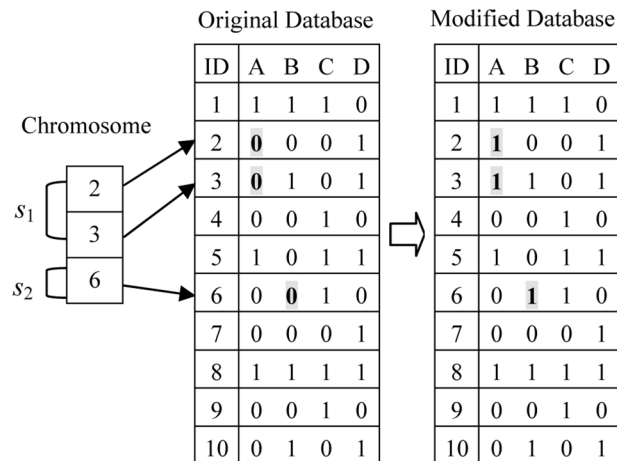 Original Database
Modified Database
Chromosome
s1
2
3
s2
6
ID A B C D
1 1 1 1 0
2 0 0 0 1
3 0 1 0 1
4 0 0 1 0
5 1 0 1 1
6 0 0 1 0
7 0 0 0 1
8 1 1 1 1
9 0 0 1 0
10 0 1 0 1
ID A B C D
1 1 1 1 0
2 1 0 0 1
3 1 1 0 1
4 0 0 1 0
5 1 0 1 1
6 0 1 1 0
7 0 0 0 1
8 1 1 1 1
9 0 0 1 0
10 0 1 0 1